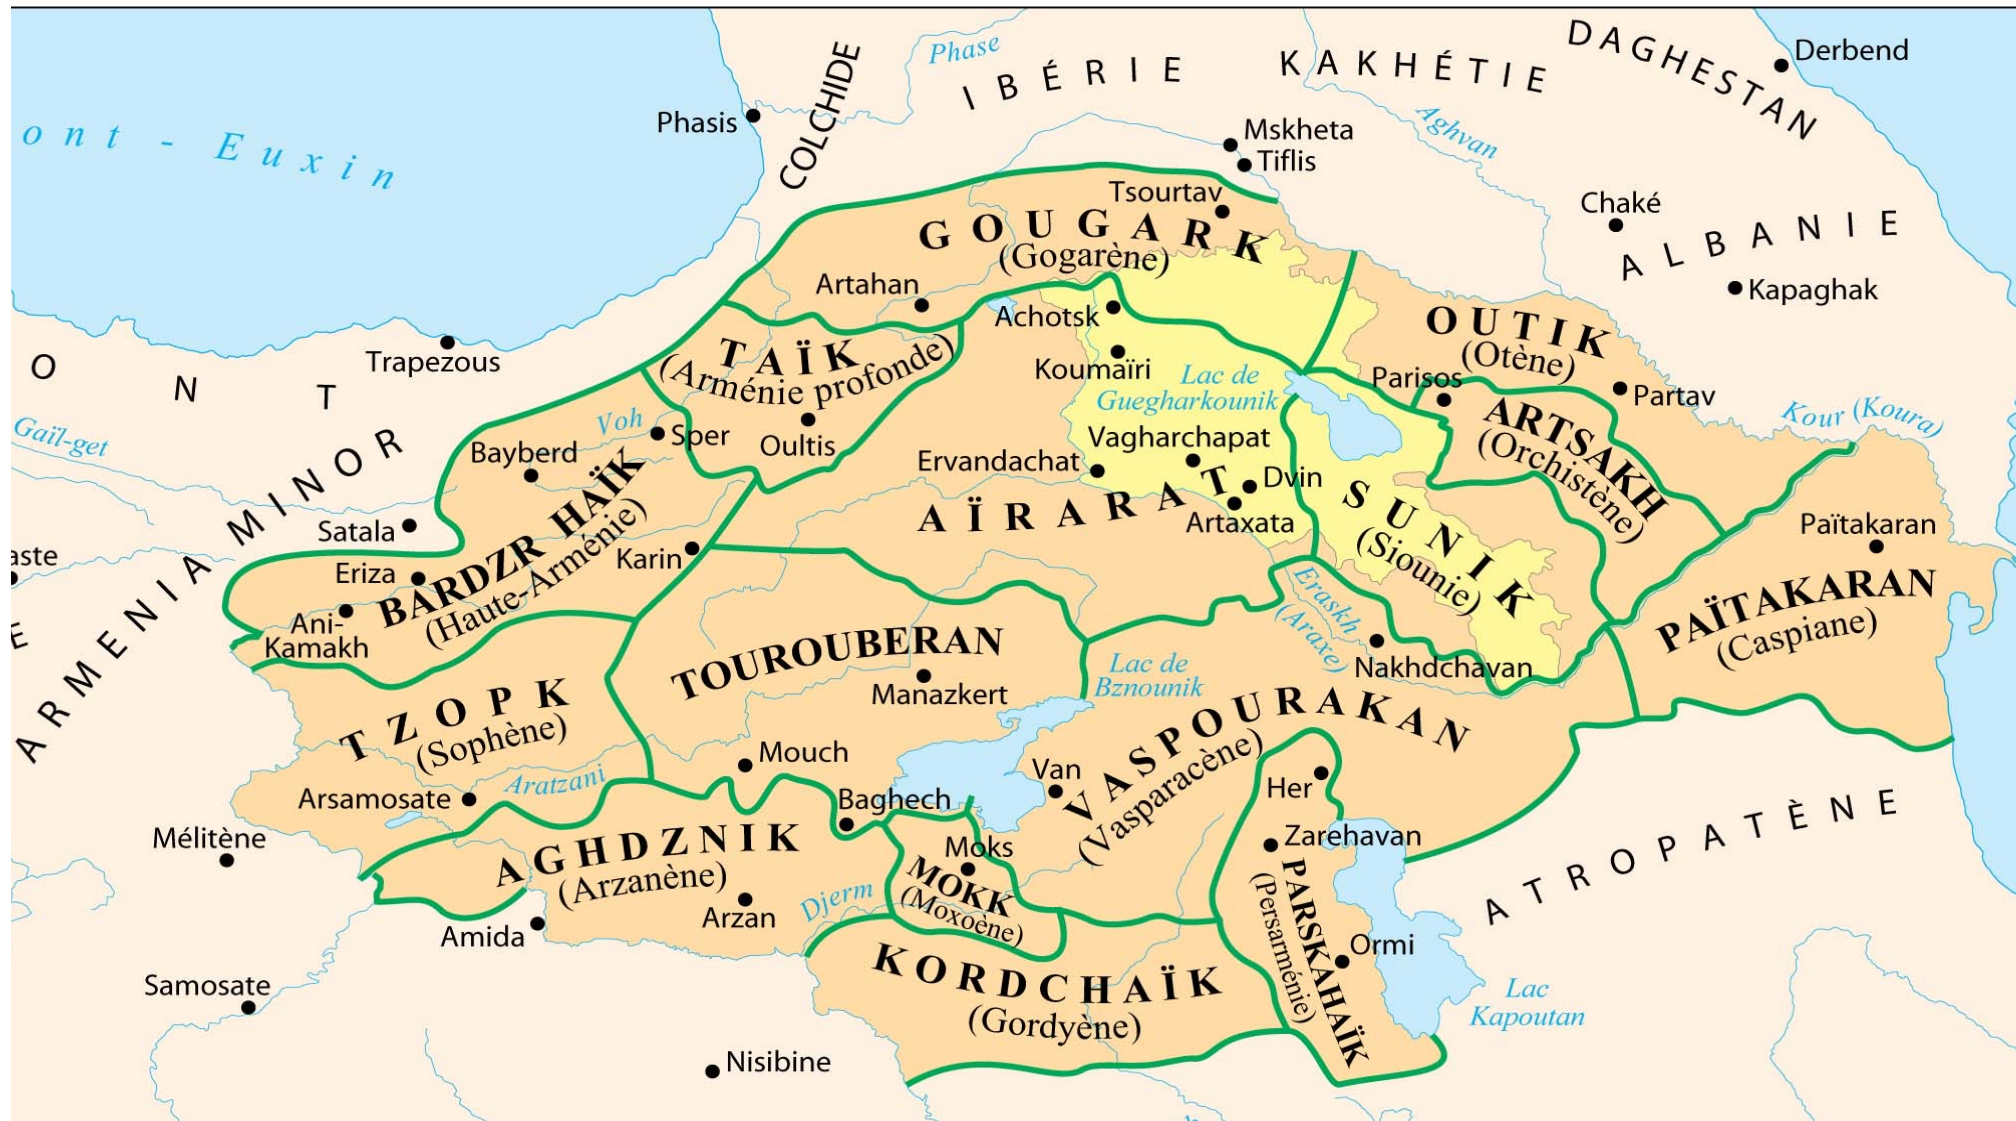 DAGHESTAN
Derbend
Phase
IBÉRIE
KAKHÉTIE
COLCHIDE
Phasis
ont - Euxin
Aghvan
Mskheta
Tiflis
Tsourtav
Chaké
ALBANIE
GOUGARK
(Gogarène)
Kapaghak
Artahan
Achotsk
OUTIK
(Otène)
Trapezous
ONT
TAÏK
(Arménie profonde)
Koumaïri
Lac de
Guegharkounik
Parisos
Partav
Kour (Koura)
ARTSAKH
(Orchistène)
Gaïl-get
Voh
Sper
Oultis
Bayberd
Vagharchapat
Ervandachat
Dvin
Artaxata
AÏRARAT
SUNIK
(Siounie)
ARMENIA MINOR
Satala
BARDZR HAÏK
(Haute-Arménie)
Karin
Eriza
Ani-
Kamakh
aste
E
Païtakaran
PAÏTAKARAN
(Caspiane)
Eraskh
(Araxe)
Nakhdchavan
TOUROUBERAN
Manazkert
Lac de
Bznounik
TZOPK
(Sophène)
Aratzani
Arsamosate
Mouch
Van
VASPOURAKAN
(Vasparacène)
Her
Zarehavan
Baghech
Mélitène
AGHDZNIK
(Arzanène)
Arzan
Moks
MOKK
(Moxoène)
Djerm
Amida
ATROPATÈNE
PARSKAHAÏK
(Persarménie)
Ormi
KORDCHAÏK
(Gordyène)
Samosate
Lac
Kapoutan
Nisibine